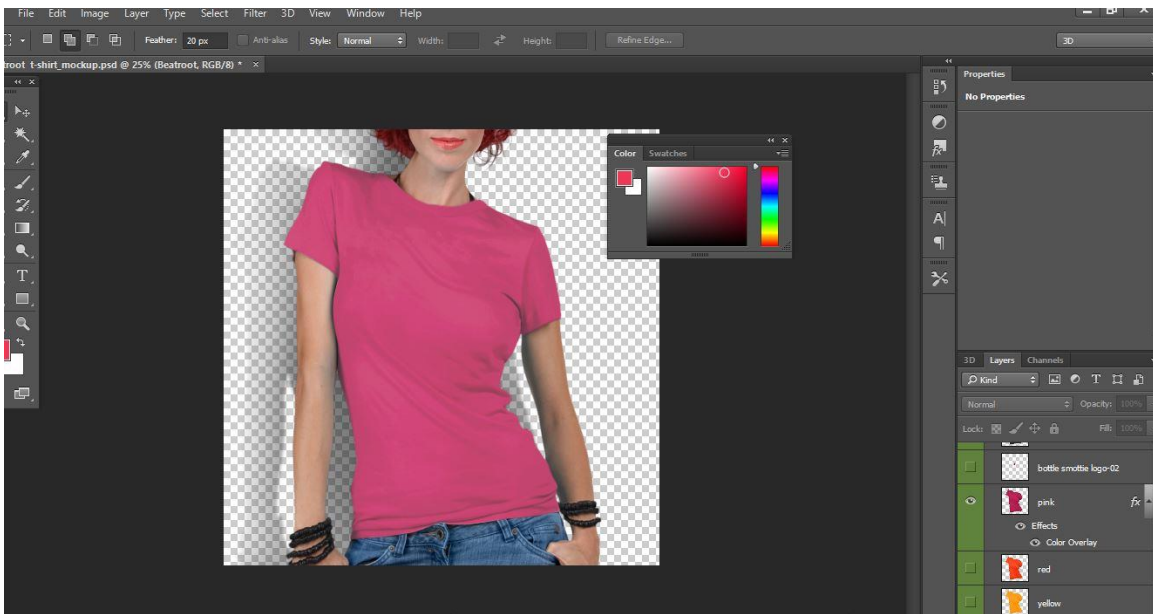 File Edit Image Layer Type Select Filter 3D View Window Help
Feather: 20 px Anti-alias Style: Normal Width: Height: Refine Edge... 3D
troot t-shirt_mockup.psd @ 25% (Beatroot, RGB/8) * ×
Properties
No Properties
Color Swatches
A|
T
3D Layers Channels
Kind T
Normal Opacity: 100%
Lock: Fill: 100%
bottle smottie logo-02
pink fx
Effects
Color Overlay
red
yellow